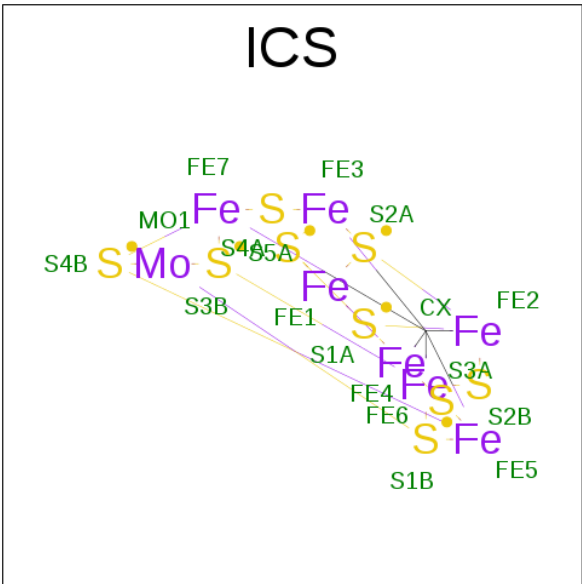 ICS
FE7
FE3
Fe
S
Fe
S2A
MO1
S4A
S5A
S
S
S4B
S
Mo
S
Fe
S3B
FE1
CX
FE2
S
Fe
S1A
Fe
S3A
Fe
S
FE4
S
FE6
S2B
S
Fe
S1B
FE5